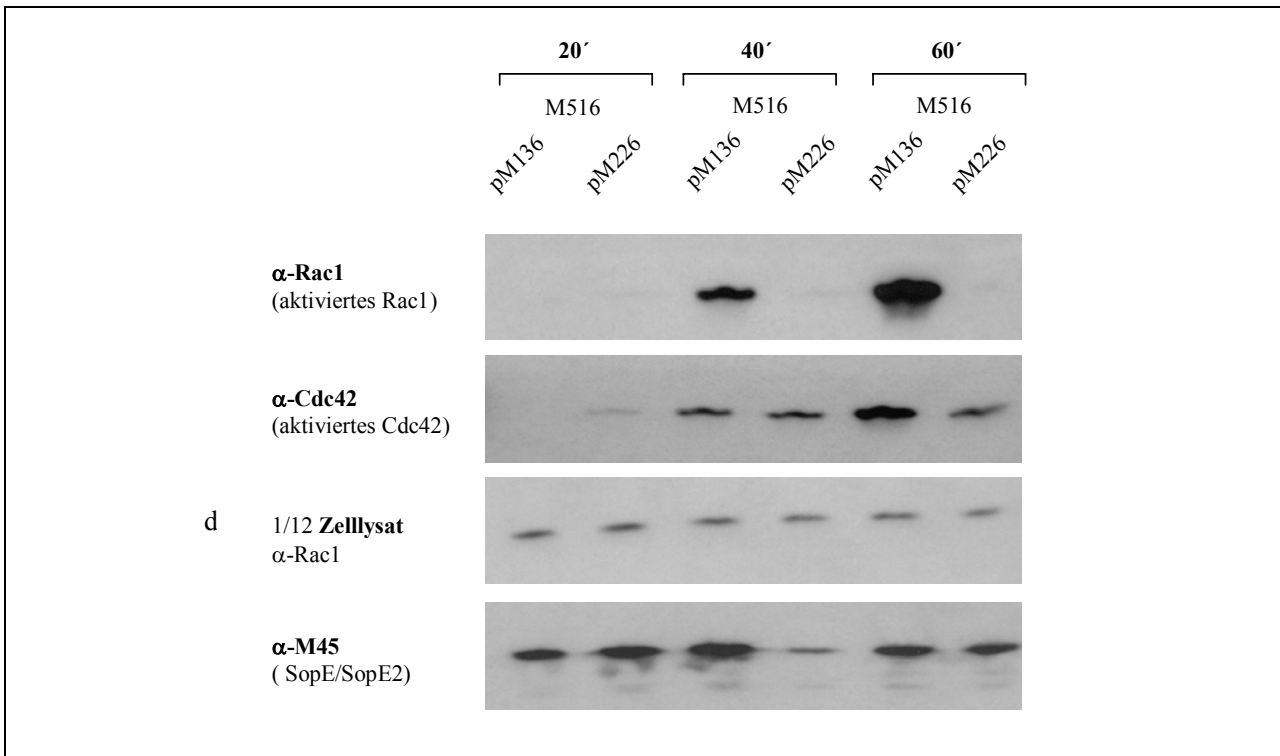 20´ 40´ 60´
M516 M516 M516
pM136 pM226 pM136 pM226 pM136 pM226
α-Rac1
(aktiviertes Rac1)
α-Cdc42
(aktiviertes Cdc42)
d 1/12 Zelllysat
α-Rac1
α-M45
( SopE/SopE2)